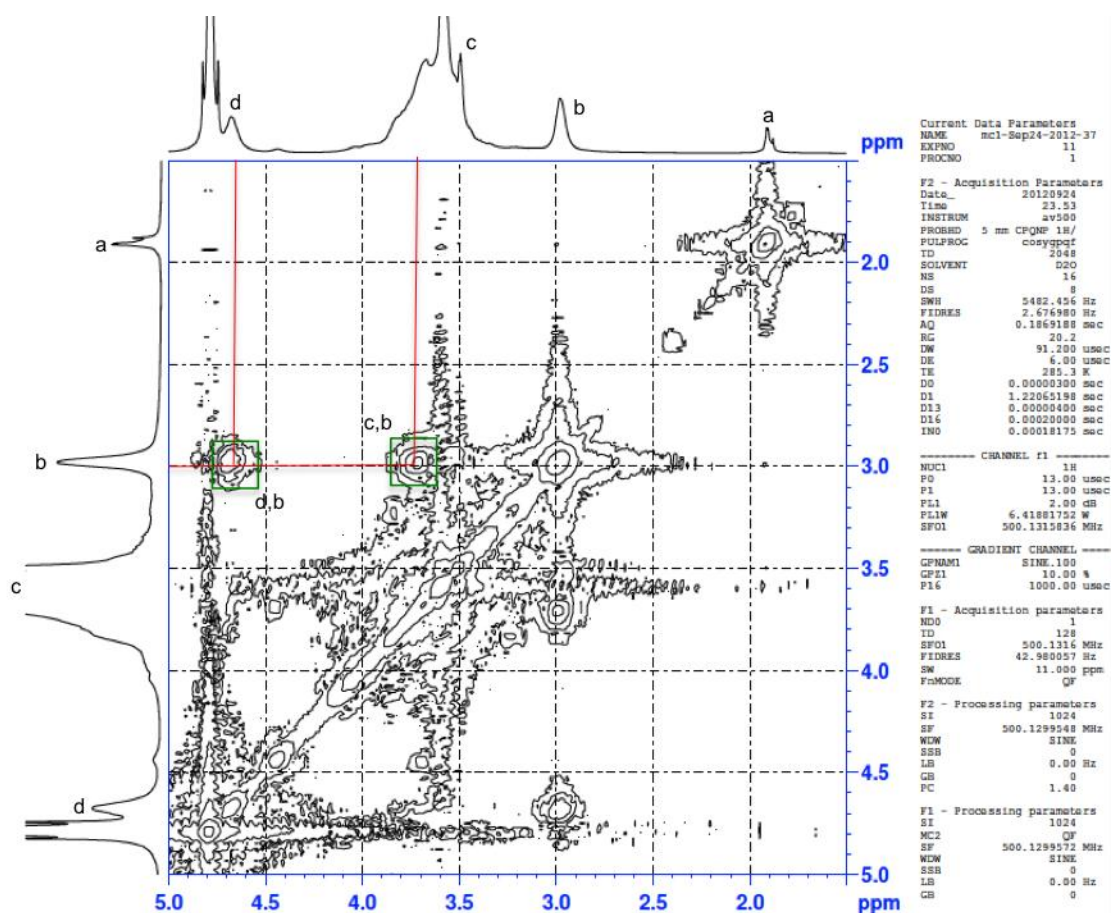 c
d
b
a
ppm
a
2.0
2.5
c,b
b
3.0
d,b
3.5
c
4.0
4.5
d
5.0
5.0
4.5
4.0
3.5
3.0
2.5
2.0
ppm
Current Data Parameters
NAME mc1-Sep24-2012-37
EXPNO 11
PROCNO 1
F2 - Acquisition Parameters
Date_ 20120924
Time 23.53
INSTRUM av500
PROBHD 5 mm CPQNP 1H/
PULPROG cosygpqf
TD 2048
SOLVENT D2O
NS 16
DS 8
SWH 5482.456 Hz
FIDRES 2.676980 Hz
AQ 0.1869188 sec
RG 20.2
DW 91.200 usec
DE 6.00 usec
TE 285.3 K
D0 0.00000300 sec
D1 1.22065198 sec
D13 0.00000400 sec
D16 0.00020000 sec
IN0 0.00018175 sec
======== CHANNEL f1 ========
NUC1 1H
P0 13.00 usec
P1 13.00 usec
PL1 2.00 dB
PL1W 6.41881752 W
SFO1 500.1315836 MHz
====== GRADIENT CHANNEL =====
GPNAM1 SINE.100
GPZ1 10.00 %
P16 1000.00 usec
F1 - Acquisition parameters
ND0 1
TD 128
SFO1 500.1316 MHz
FIDRES 42.980057 Hz
SW 11.000 ppm
FnMODE QF
F2 - Processing parameters
SI 1024
SF 500.1299548 MHz
WDW SINE
SSB 0
LB 0.00 Hz
GB 0
PC 1.40
F1 - Processing parameters
SI 1024
MC2 QF
SF 500.1299572 MHz
WDW SINE
SSB 0
LB 0.00 Hz
GB 0